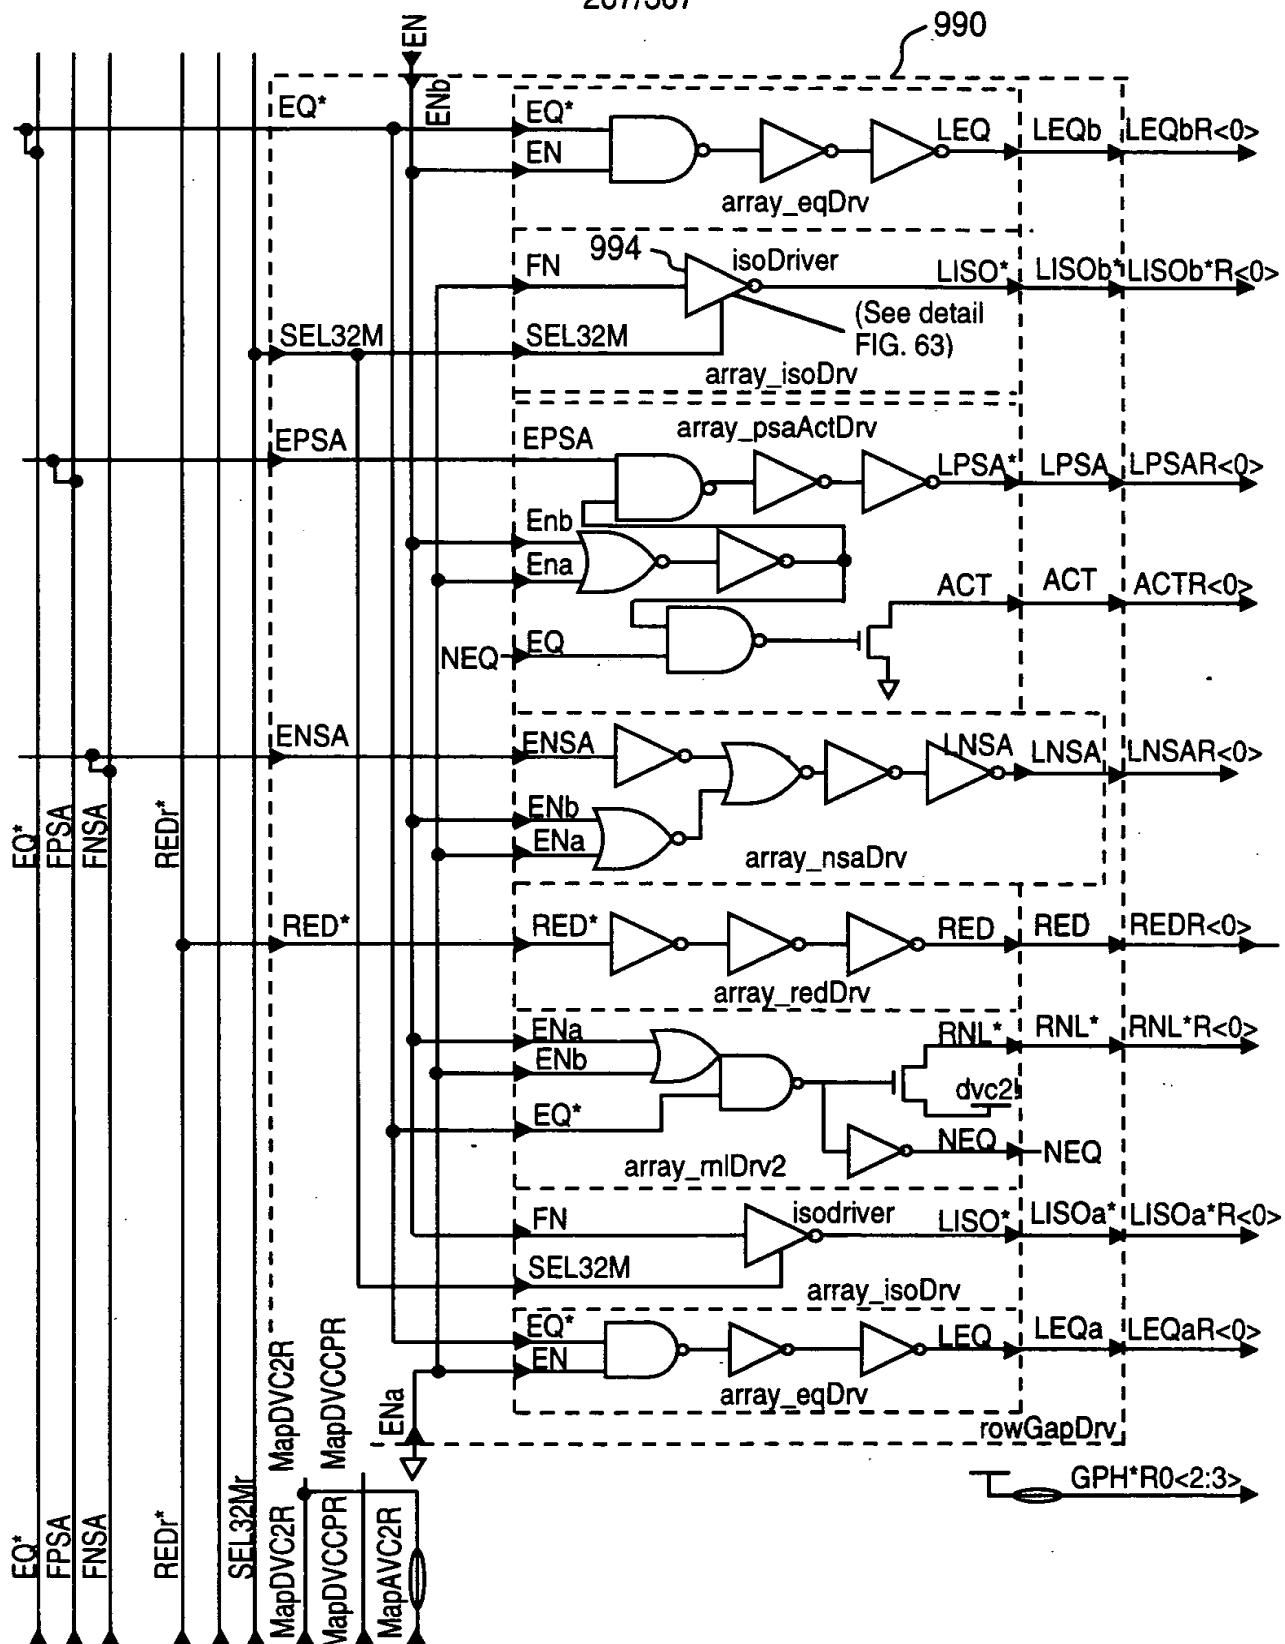 990
EN
ENb
EQ*
EQ*
EN
LEQ
LEQb
LEQbR<0>
array_eqDrv
994
isoDriver
FN
LISO*
LISOb*
LISOb*R<0>
(See detail
FIG. 63)
SEL32M
SEL32M
array_isoDrv
array_psaActDrv
EPSA
EPSA
LPSA*
LPSA
LPSAR<0>
Enb
Ena
ACT
ACT
ACTR<0>
NEQ
EQ
ENSA
ENSA
LNSA
LNSA
LNSAR<0>
ENb
ENa
array_nsaDrv
EQ*
FPSA
FNSA
REDr*
RED*
RED*
RED
RED
REDR<0>
array_redDrv
ENa
ENb
RNL*
RNL*
RNL*R<0>
dvc2
EQ*
NEQ
NEQ
array_rnlDrv2
FN
isodriver
LISO*
LISOa*
LISOa*R<0>
SEL32M
array_isoDrv
EQ*
EN
LEQ
LEQa
LEQaR<0>
array_eqDrv
MapDVC2R
MapDVCCPR
ENa
rowGapDrv
GPH*R0<2:3>
EQ*
FPSA
FNSA
REDr*
SEL32Mr
MapDVC2R
MapDVCCPR
MapAVC2R